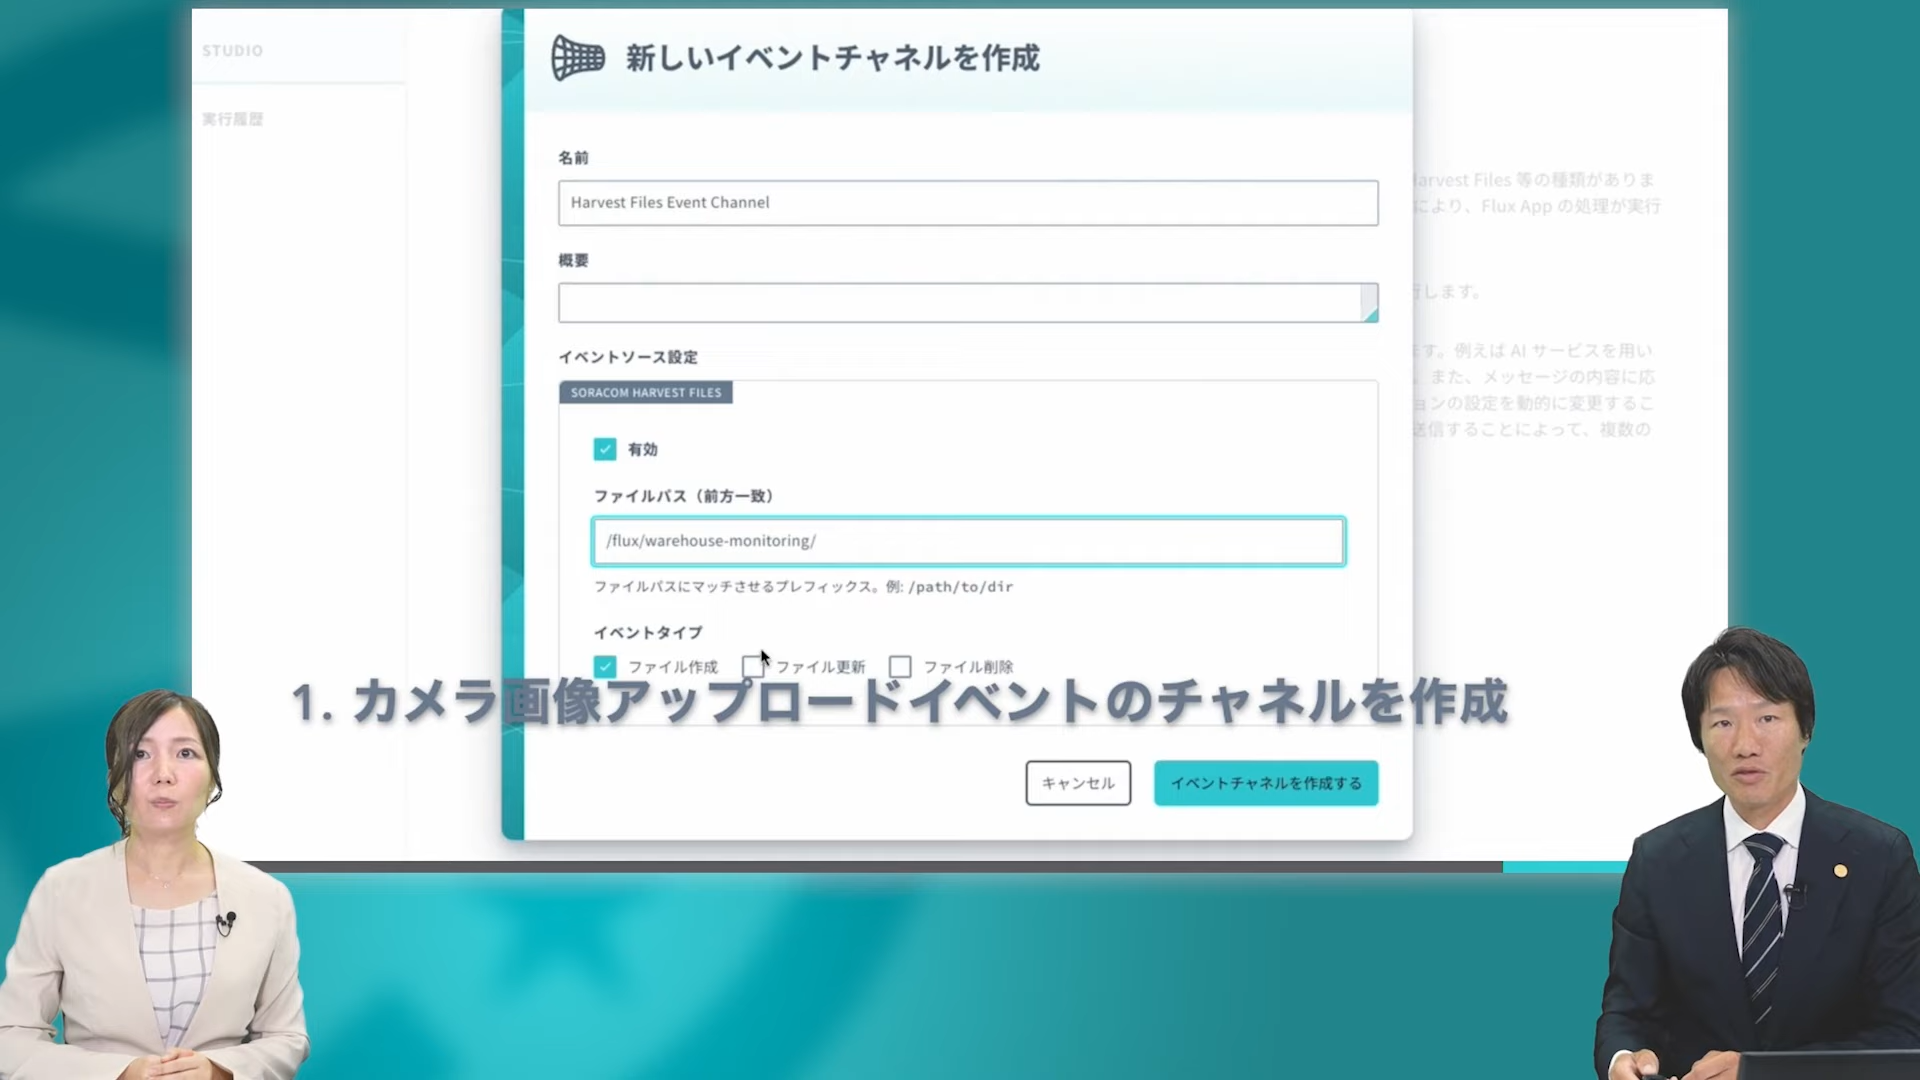 STUDIO
実行履歴
新しいイベントチャネルを作成
名前
Harvest Files Event Channel
概要
イベントソース設定
SORACOM HARVEST FILES
有効
ファイルパス（前方一致）
/flux/warehouse-monitoring/
ファイルパスにマッチさせるプレフィックス。例: /path/to/dir
イベントタイプ
ファイル作成 ファイル更新 ファイル削除
1. カメラ画像アップロードイベントのチャネルを作成
キャンセル イベントチャネルを作成する
Harvest Files 等の種類がありま
により、Flux App の処理が実行
行します。
ます。例えば AI サービスを用い
。また、メッセージの内容に応
ョンの設定を動的に変更するこ
送信することによって、複数の